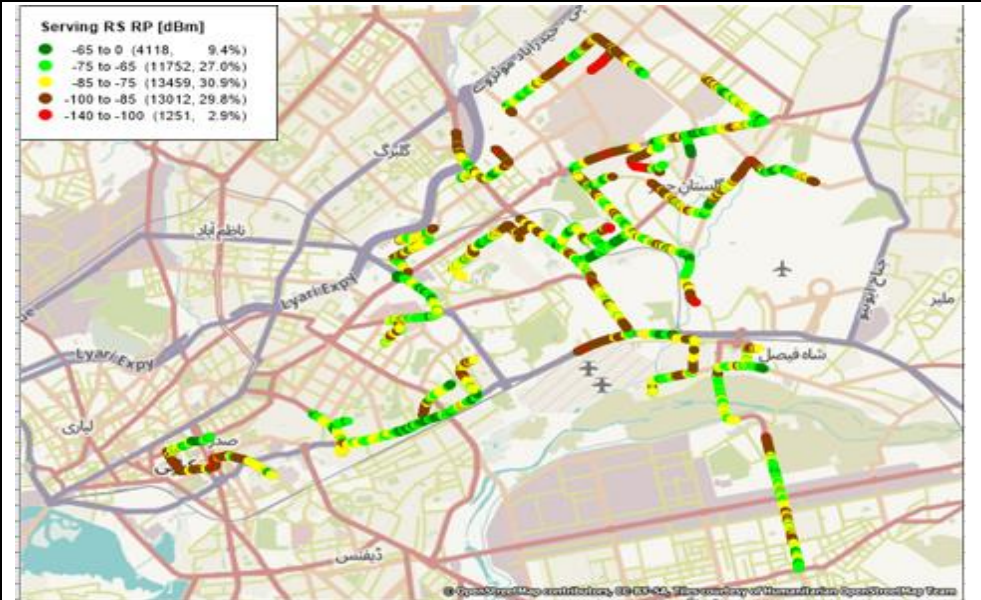 Serving RS RP [dBm]
-65 to 0 (4118, 9.4%)
-75 to -65 (11752, 27.0%)
-85 to -75 (13459, 30.9%)
-100 to -85 (13012, 29.8%)
-140 to -100 (1251, 2.9%)
گلبرگ
ناظم آباد
گلستان
Lyari Expy
Lyari Expy
ملیر
شاہ فیصل
لیاری
صدر
ڈیفنس
© OpenStreetMap contributors, CC-BY-SA, Tiles courtesy of Humanitarian OpenStreetMap Team